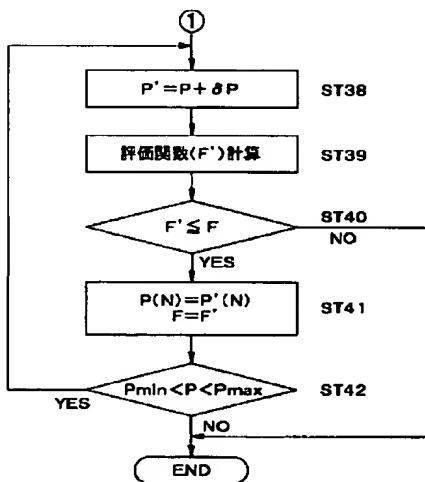 ①
P'=P+δP
ST38
評価関数(F')計算
ST39
F'≦F
ST40
NO
YES
P(N)=P'(N)
F=F'
ST41
Pmin<P<Pmax
ST42
YES
NO
END